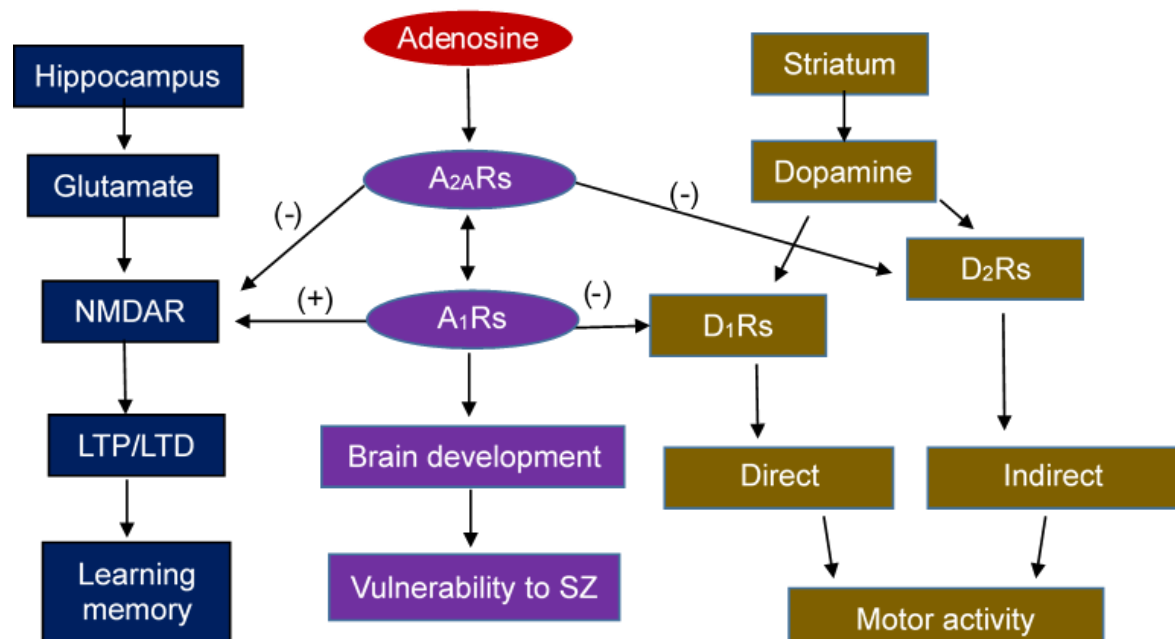 Adenosine
Hippocampus
Striatum
Glutamate
A2ARs
Dopamine
(-)
(-)
D2Rs
NMDAR
(+)
A1Rs
(-)
D1Rs
LTP/LTD
Brain development
Direct
Indirect
Learning
memory
Vulnerability to SZ
Motor activity